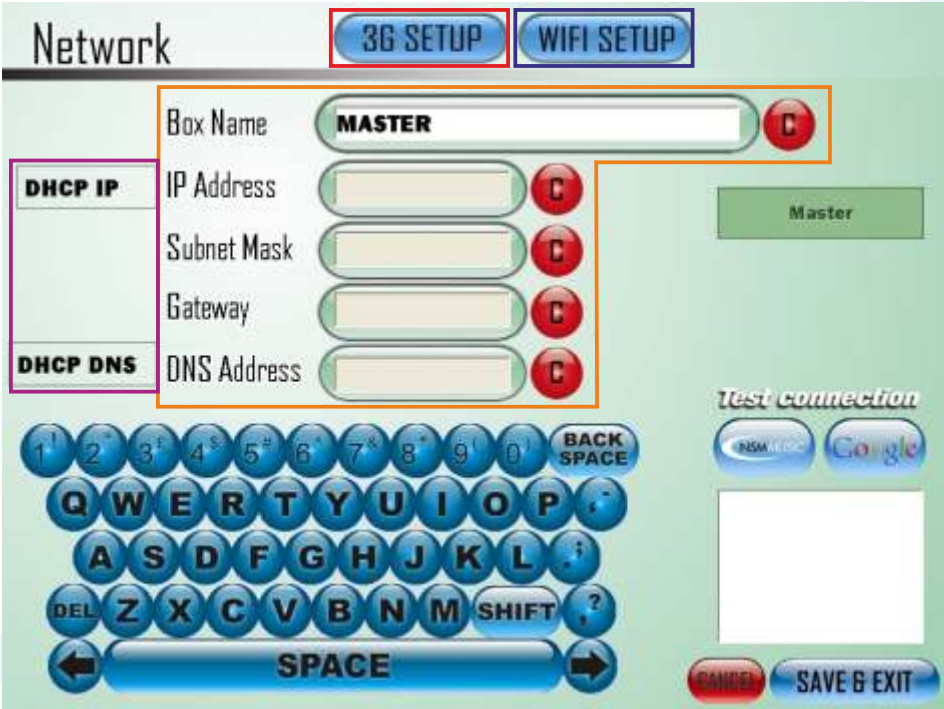 Network
3G SETUP
WIFI SETUP
Box Name
MASTER
C
DHCP IP
IP Address
C
Master
Subnet Mask
C
Gateway
C
DHCP DNS
DNS Address
C
Test connection
NSM MUSIC
Google
1 ! 2 " 3 £ 4 $ 5 # 6 ^ 7 & 8 * 9 ( 0 ) BACK SPACE
Q W E R T Y U I O P
A S D F G H J K L . ;
DEL Z X C V B N M SHIFT , ?
SPACE
CANCEL
SAVE & EXIT